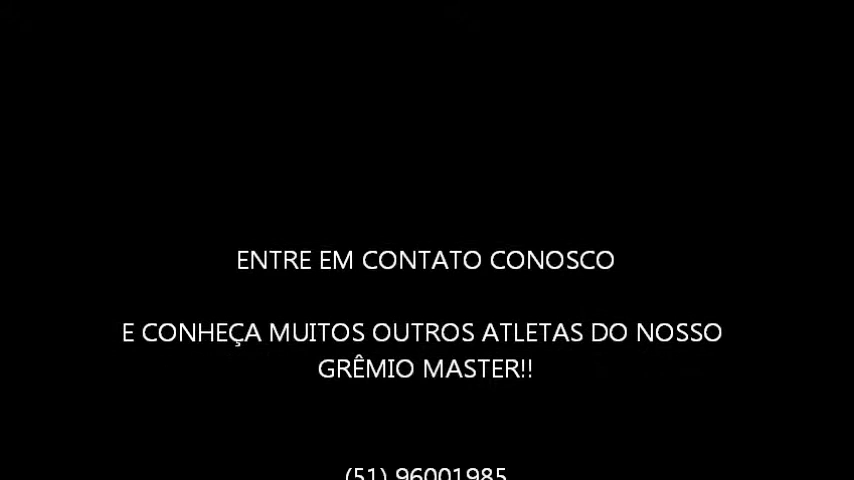 ENTRE EM CONTATO CONOSCO
E CONHEÇA MUITOS OUTROS ATLETAS DO NOSSO
GRÊMIO MASTER!!
(51) 96001985